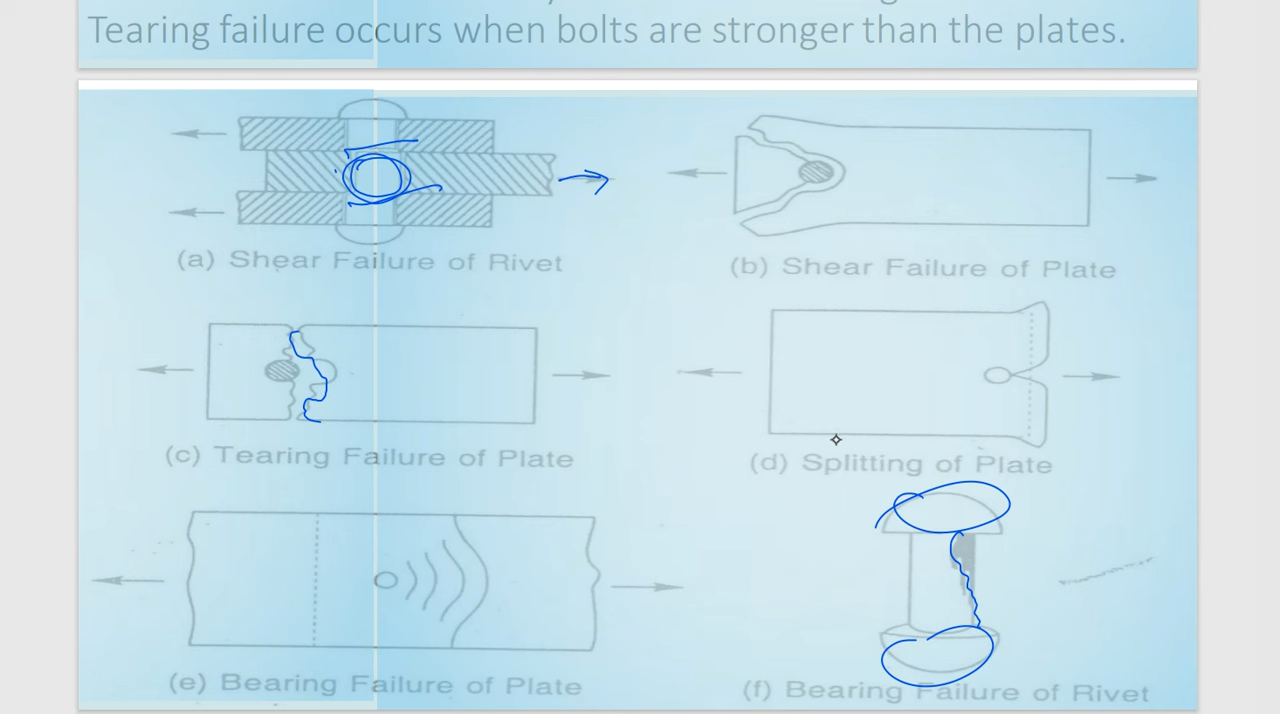 Tearing failure occurs when bolts are stronger than the plates.
(a) Shear Failure of Rivet
(b) Shear Failure of Plate
(c) Tearing Failure of Plate
(d) Splitting of Plate
(e) Bearing Failure of Plate
(f) Bearing Failure of Rivet